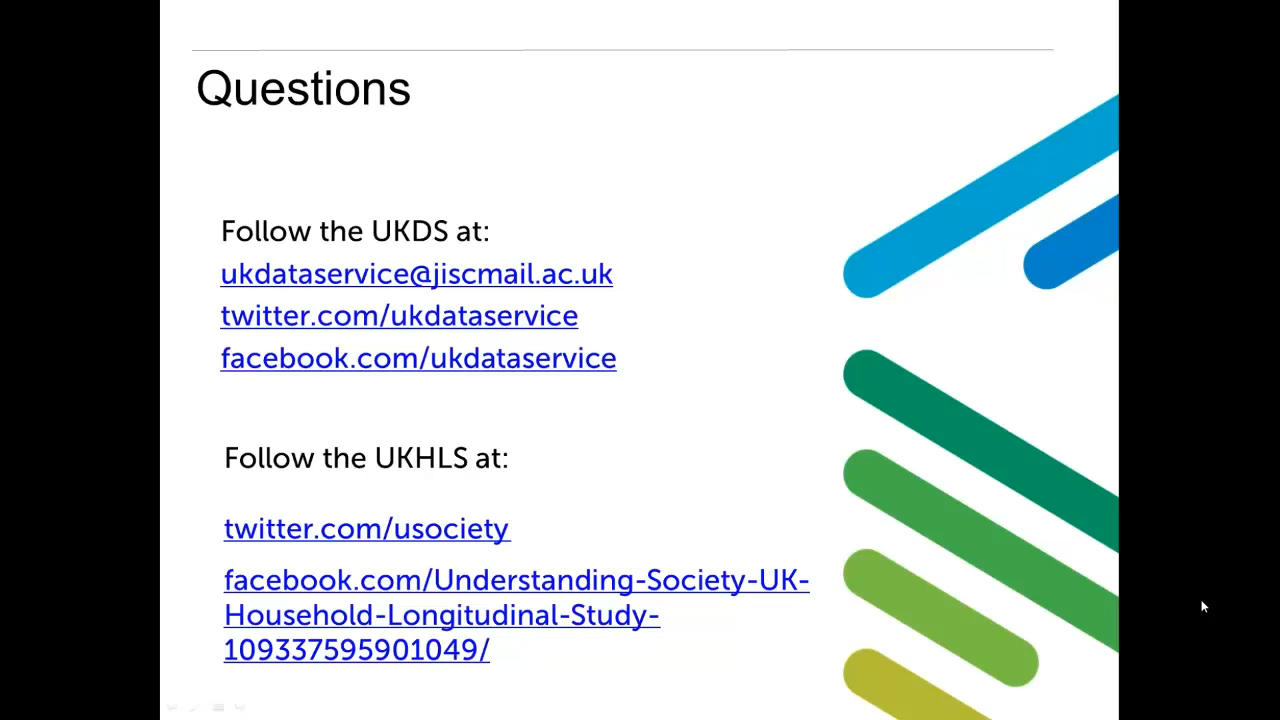 Questions
Follow the UKDS at:
ukdataservice@jiscmail.ac.uk
twitter.com/ukdataservice
facebook.com/ukdataservice
Follow the UKHLS at:
twitter.com/usociety
facebook.com/Understanding-Society-UK-
Household-Longitudinal-Study-
109337595901049/